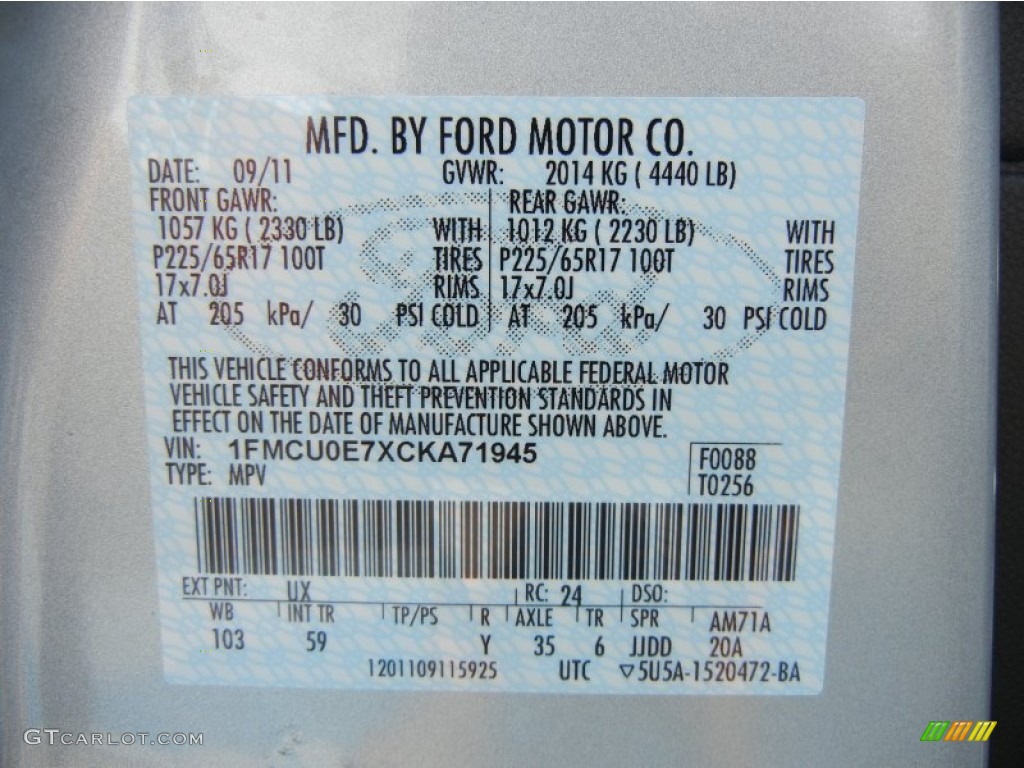 MFD. BY FORD MOTOR CO.
DATE: 09/11 GVWR: 2014 KG ( 4440 LB)
FRONT GAWR: REAR GAWR:
1057 KG ( 2330 LB) WITH 1012 KG ( 2230 LB) WITH
P225/65R17 100T TIRES P225/65R17 100T TIRES
17x7.0J RIMS 17x7.0J RIMS
AT 205 kPa/ 30 PSI COLD AT 205 kPa/ 30 PSI COLD
THIS VEHICLE CONFORMS TO ALL APPLICABLE FEDERAL MOTOR
VEHICLE SAFETY AND THEFT PREVENTION STANDARDS IN
EFFECT ON THE DATE OF MANUFACTURE SHOWN ABOVE.
VIN: 1FMCU0E7XCKA71945 F0088
TYPE: MPV T0256
EXT PNT: UX RC: 24 DSO:
WB INT TR TP/PS R AXLE TR SPR AM71A
103 59 Y 35 6 JJDD 20A
1201109115925 UTC ▽5U5A-1520472-BA
GTCARLOT.COM